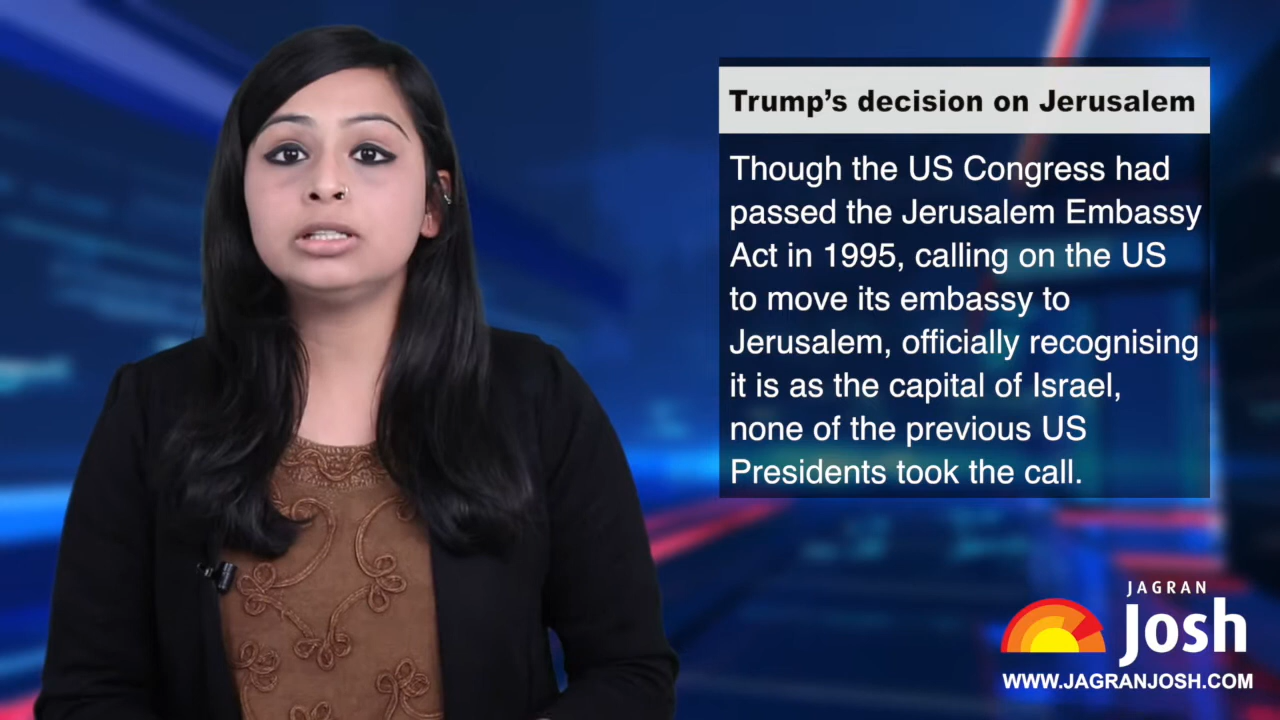 Trump's decision on Jerusalem
Though the US Congress had
passed the Jerusalem Embassy
Act in 1995, calling on the US
to move its embassy to
Jerusalem, officially recognising
it is as the capital of Israel,
none of the previous US
Presidents took the call.
JAGRAN
Josh
WWW.JAGRANJOSH.COM